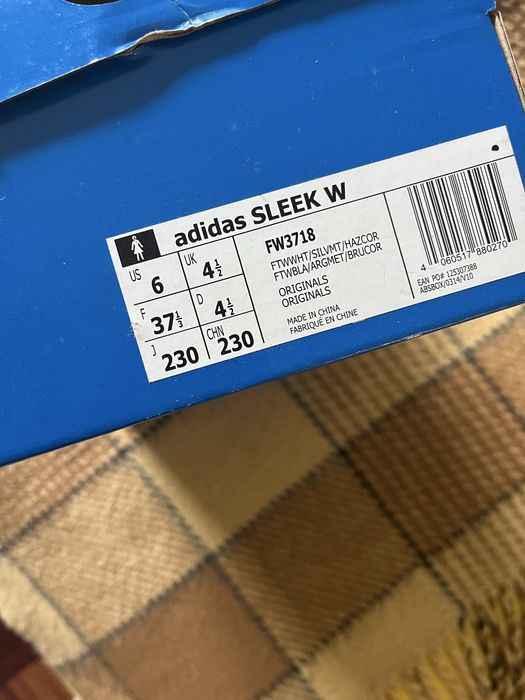 adidas SLEEK W
US 6 UK 4½
F 37⅓ D 4½
J 230 CHN 230
FW3718
FTWWHT/SILVMT/HAZCOR
FTWBLA/ARGMET/BRUCOR
ORIGINALS
ORIGINALS
MADE IN CHINA
FABRIQUÉ EN CHINE
4 060517 880270
EAN PO# 125307388
ABSBOX/0314/V10